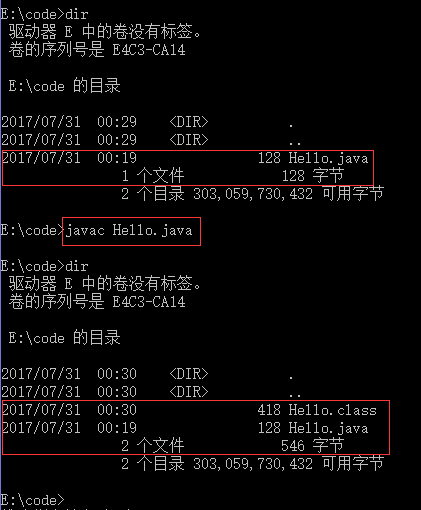 E:\code>dir
驱动器 E 中的卷没有标签。
卷的序列号是 E4C3-CA14
E:\code 的目录
2017/07/31  00:29    <DIR>          .
2017/07/31  00:29    <DIR>          ..
2017/07/31  00:19               128 Hello.java
1 个文件            128 字节
2 个目录 303,059,730,432 可用字节
E:\code>javac Hello.java
E:\code>dir
驱动器 E 中的卷没有标签。
卷的序列号是 E4C3-CA14
E:\code 的目录
2017/07/31  00:30    <DIR>          .
2017/07/31  00:30    <DIR>          ..
2017/07/31  00:30               418 Hello.class
2017/07/31  00:19               128 Hello.java
2 个文件            546 字节
2 个目录 303,059,730,432 可用字节
E:\code>